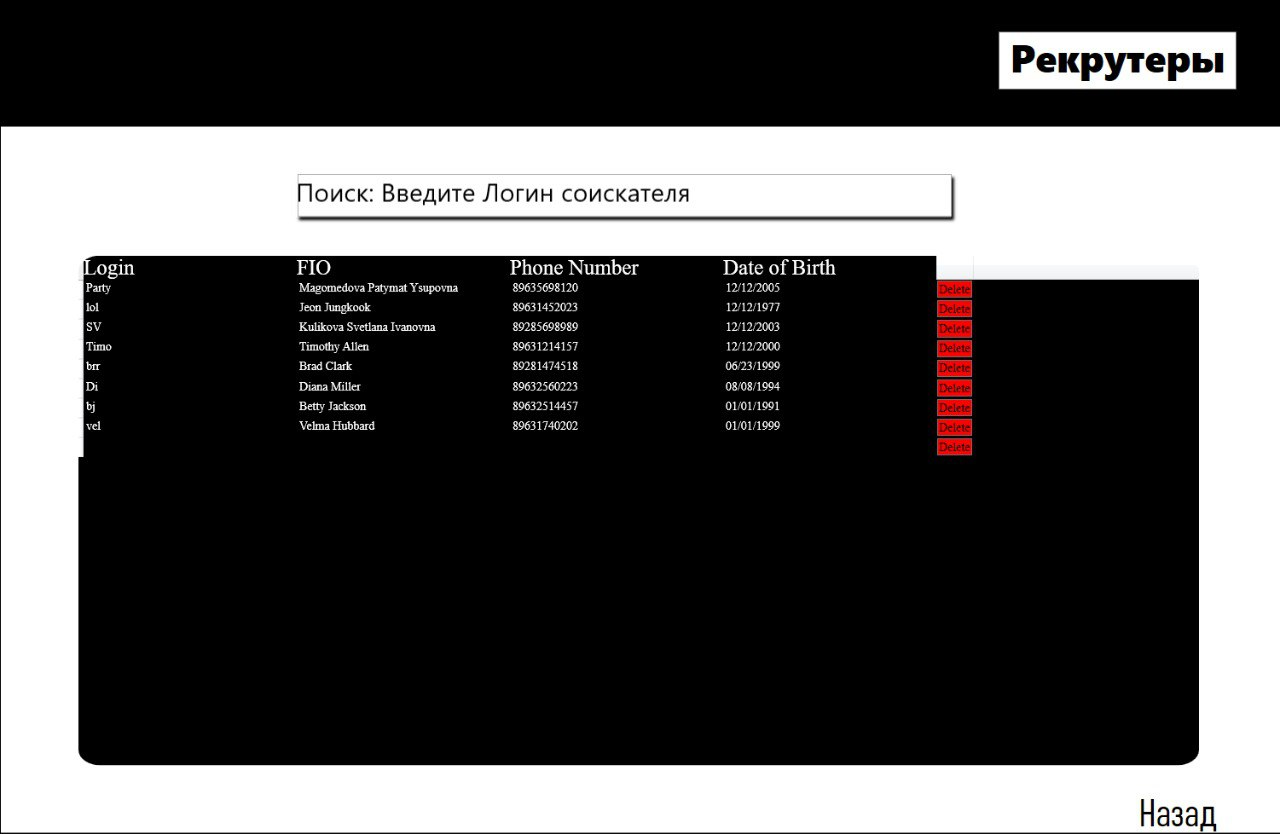 Рекрутеры
Поиск: Введите Логин соискателя
Login FIO Phone Number Date of Birth
Party Magomedova Patymat Ysupovna 89635698120 12/12/2005 Delete
lol Jeon Jungkook 89631452023 12/12/1977 Delete
SV Kulikova Svetlana Ivanovna 89285698989 12/12/2003 Delete
Timo Timothy Allen 89631214157 12/12/2000 Delete
brr Brad Clark 89281474518 06/23/1999 Delete
Di Diana Miller 89632560223 08/08/1994 Delete
bj Betty Jackson 89632514457 01/01/1991 Delete
vel Velma Hubbard 89631740202 01/01/1999 Delete
Delete
Назад